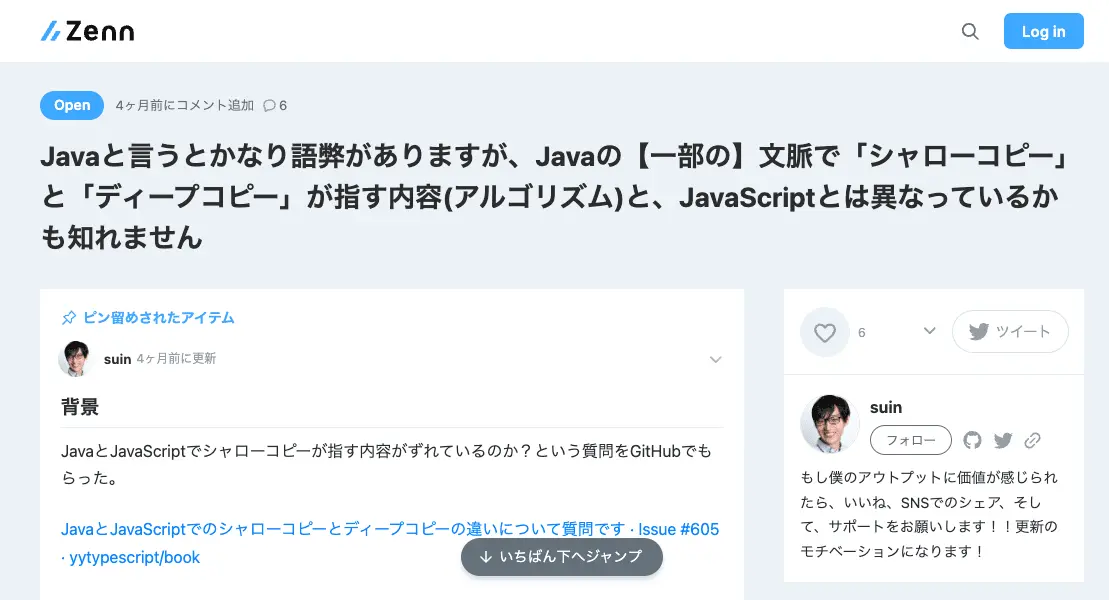 Zenn
Log in
Open 4ヶ月前にコメント追加 6
Javaと言うとかなり語弊がありますが、Javaの【一部の】文脈で「シャローコピー」
と「ディープコピー」が指す内容(アルゴリズム)と、JavaScriptとは異なっているか
も知れません
ピン留めされたアイテム
suin 4ヶ月前に更新
背景
JavaとJavaScriptでシャローコピーが指す内容がずれているのか？という質問をGitHubでも
らった。
JavaとJavaScriptでのシャローコピーとディープコピーの違いについて質問です · Issue #605
· yytypescript/book
↓ いちばん下へジャンプ
6
ツイート
suin
フォロー
もし僕のアウトプットに価値が感じられ
たら、いいね、SNSでのシェア、そし
て、サポートをお願いします！！更新の
モチベーションになります！